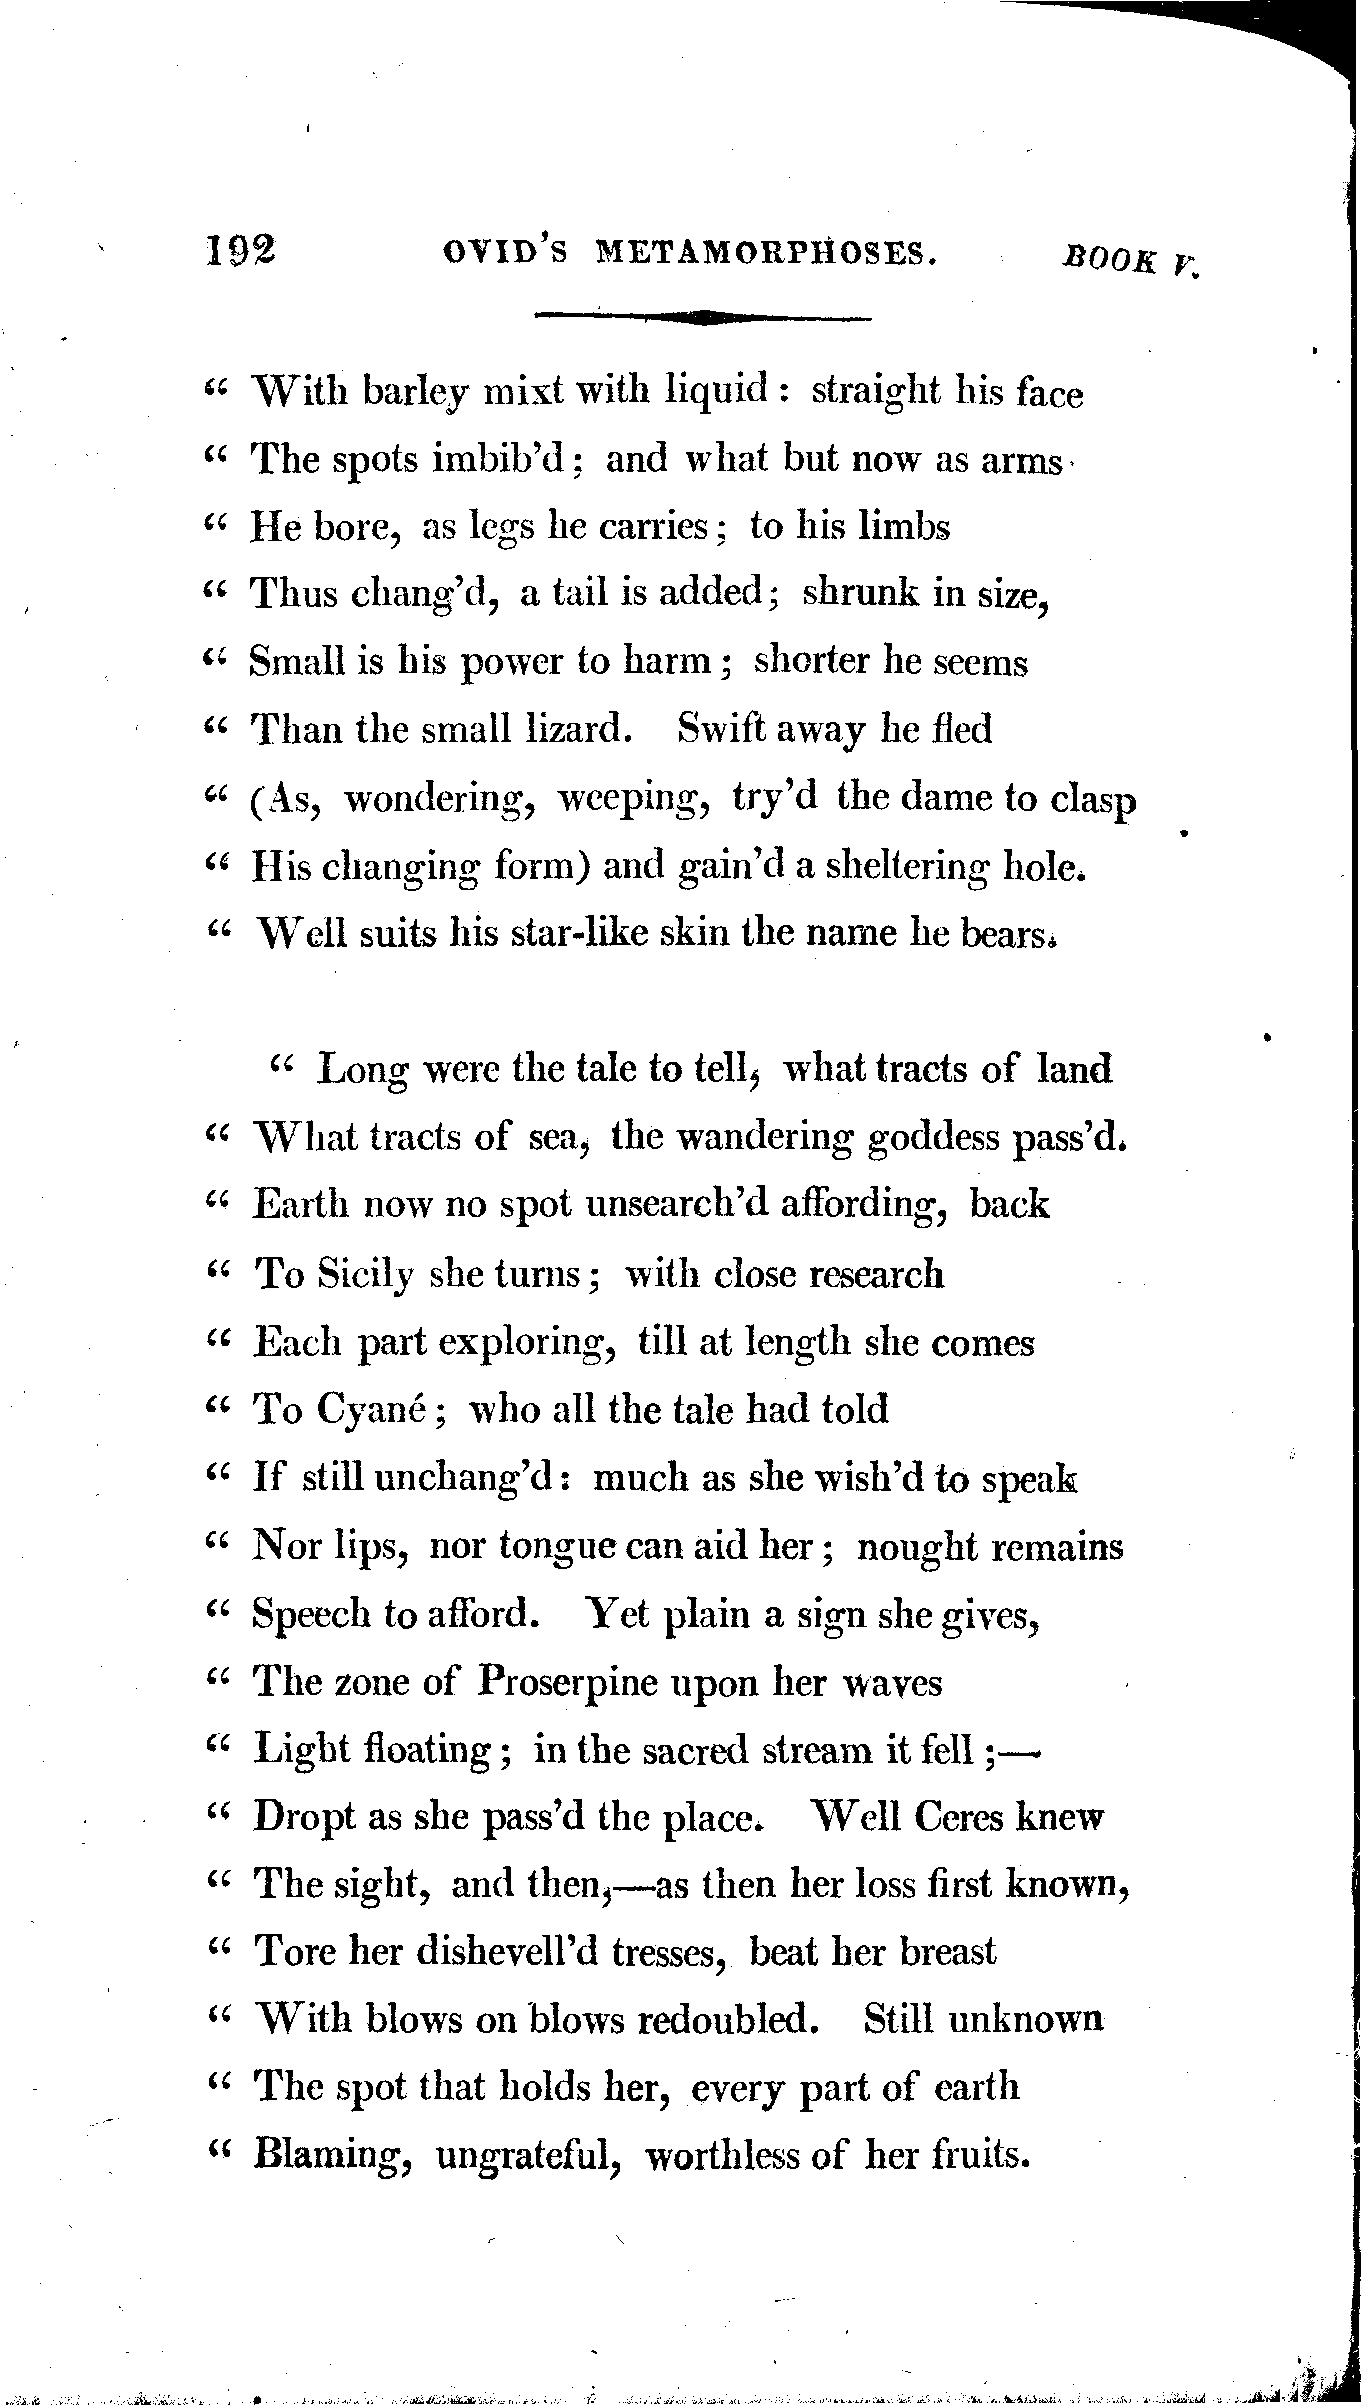 192 OVID'S METAMORPHOSES. BOOK V.
“ With barley mixt with liquid : straight his face
“ The spots imbib'd ; and what but now as arms
“ He bore, as legs he carries ; to his limbs
“ Thus chang'd, a tail is added ; shrunk in size,
“ Small is his power to harm ; shorter he seems
“ Than the small lizard. Swift away he fled
“ (As, wondering, weeping, try'd the dame to clasp
“ His changing form) and gain'd a sheltering hole.
“ Well suits his star-like skin the name he bears.
“ Long were the tale to tell, what tracts of land
“ What tracts of sea, the wandering goddess pass'd.
“ Earth now no spot unsearch'd affording, back
“ To Sicily she turns ; with close research
“ Each part exploring, till at length she comes
“ To Cyané ; who all the tale had told
“ If still unchang'd : much as she wish'd to speak
“ Nor lips, nor tongue can aid her ; nought remains
“ Speech to afford. Yet plain a sign she gives,
“ The zone of Proserpine upon her waves
“ Light floating ; in the sacred stream it fell ;—
“ Dropt as she pass'd the place. Well Ceres knew
“ The sight, and then,—as then her loss first known,
“ Tore her dishevell'd tresses, beat her breast
“ With blows on blows redoubled. Still unknown
“ The spot that holds her, every part of earth
“ Blaming, ungrateful, worthless of her fruits.